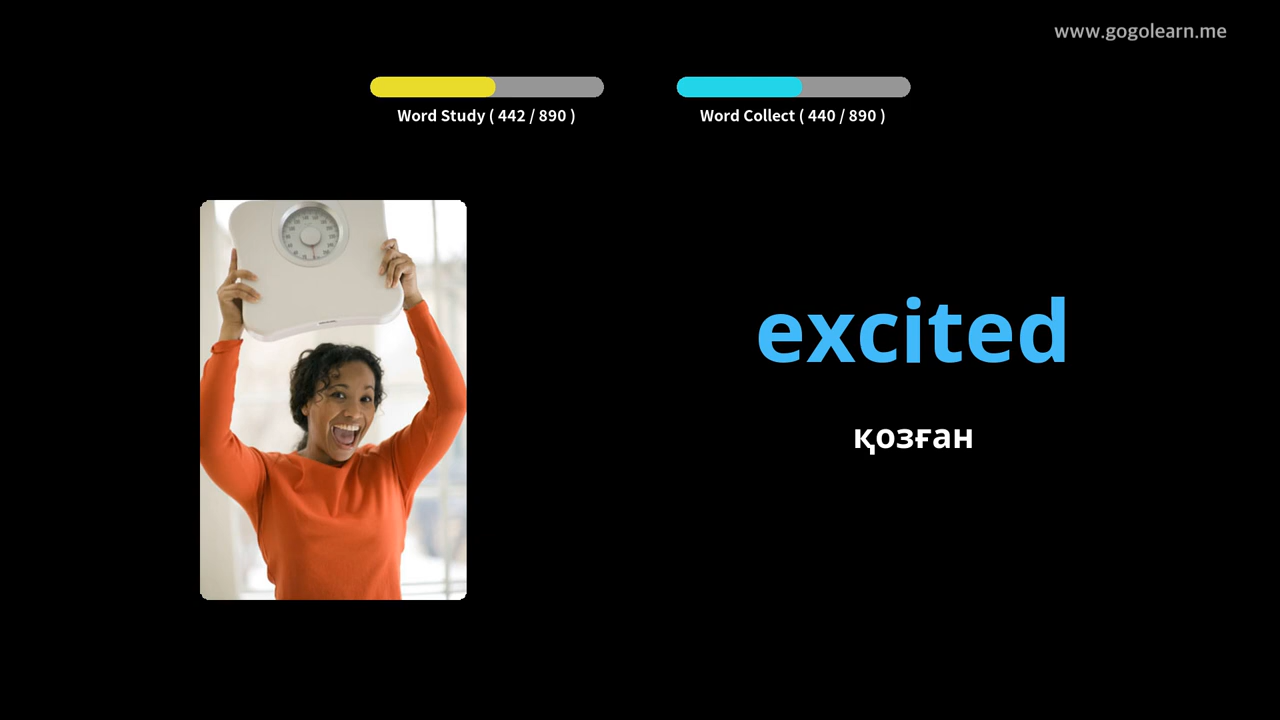 www.gogolearn.me
Word Study ( 442 / 890 )
Word Collect ( 440 / 890 )
excited
қозған